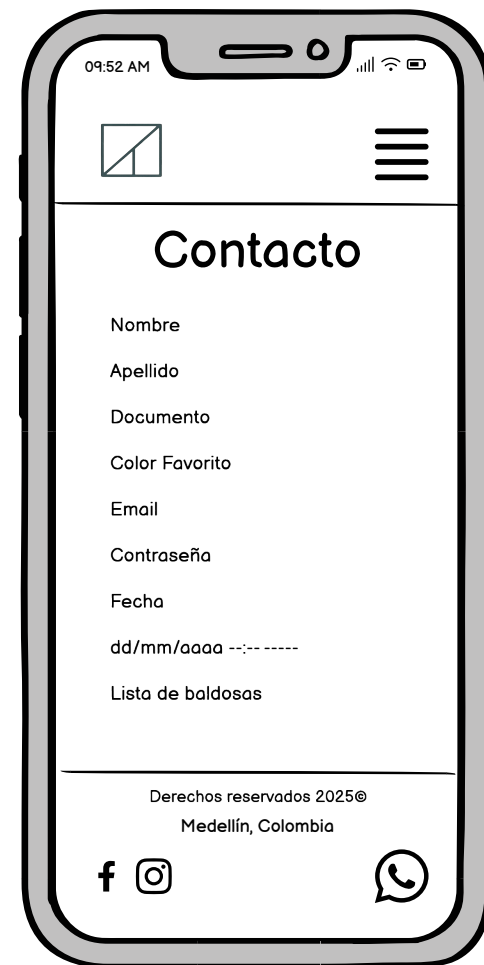 09:52 AM
Contacto
Nombre
Apellido
Documento
Color Favorito
Email
Contraseña
Fecha
dd/mm/aaaa --:-- -----
Lista de baldosas
Derechos reservados 2025©
Medellín, Colombia